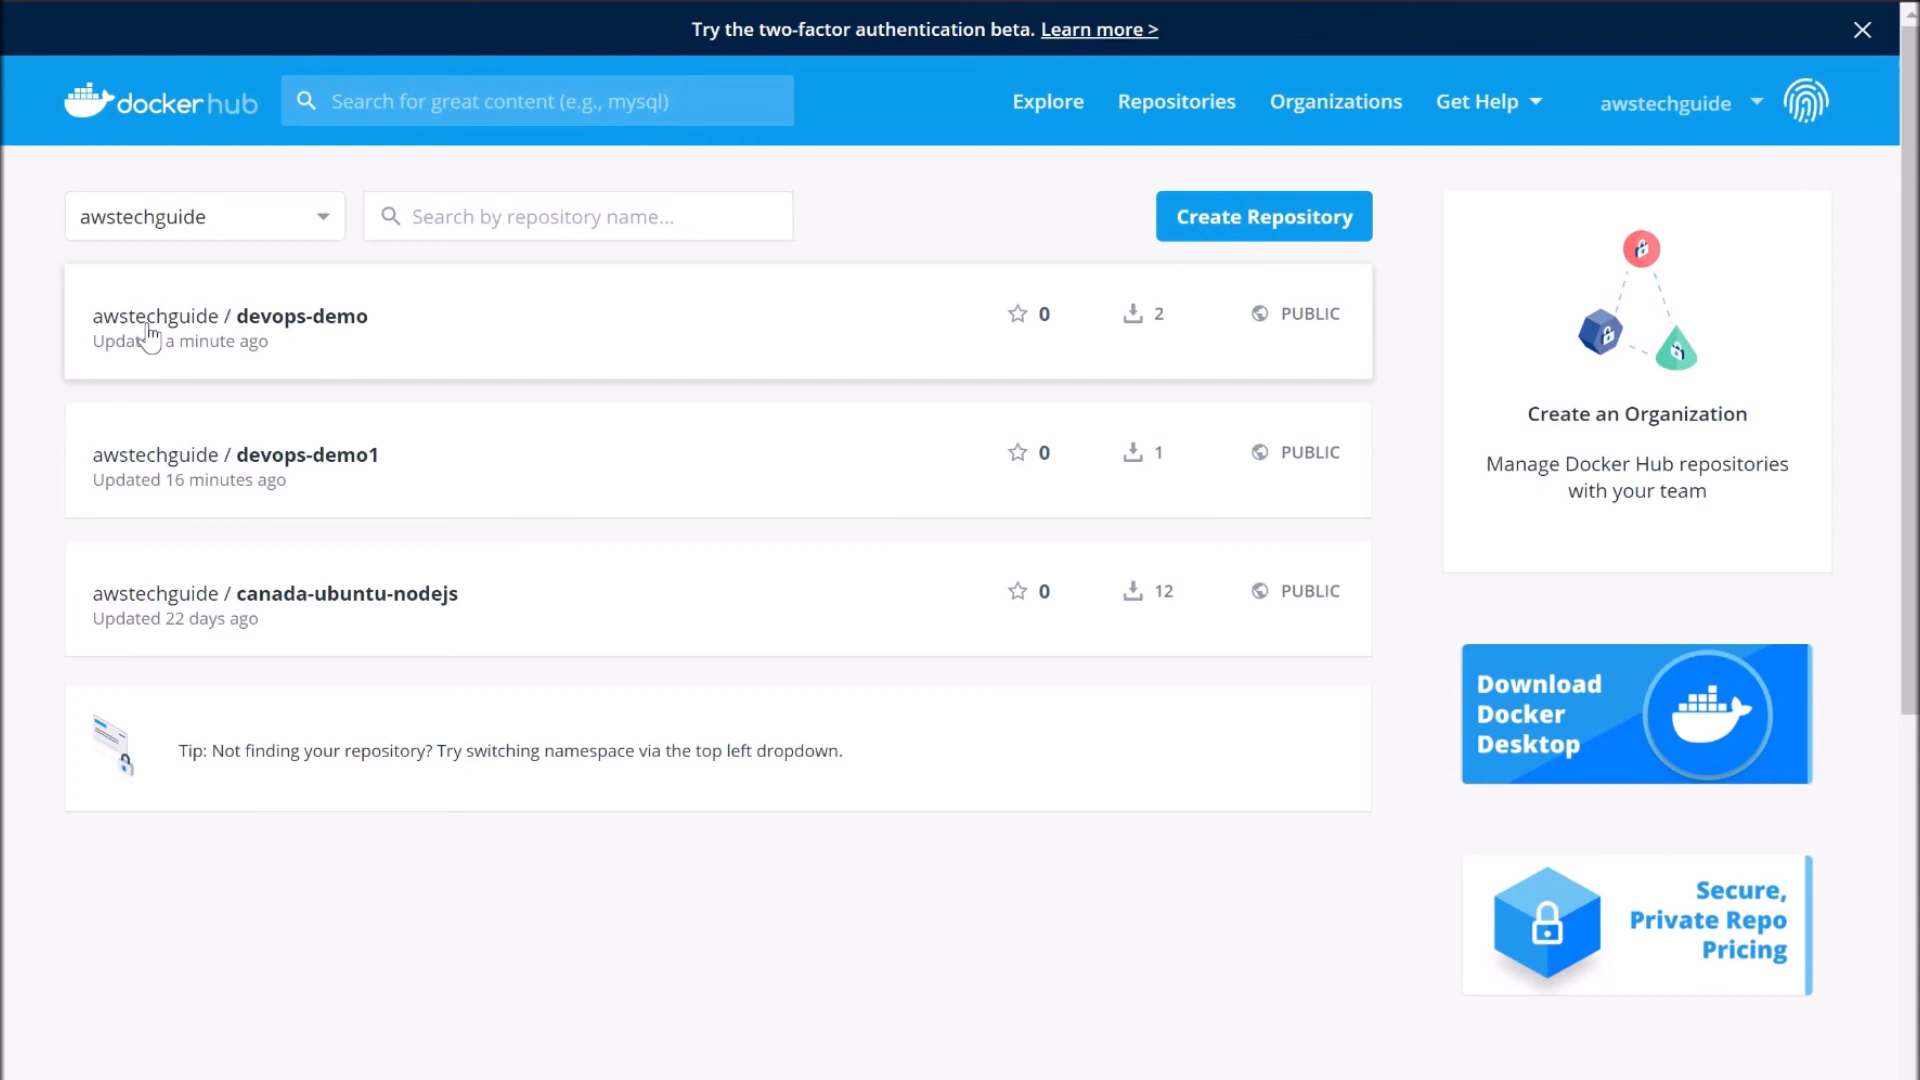 Try the two-factor authentication beta. Learn more >
dockerhub
Search for great content (e.g., mysql)
Explore
Repositories
Organizations
Get Help
awstechguide
awstechguide
Search by repository name...
Create Repository
awstechguide / devops-demo
0
2
PUBLIC
a minute ago
awstechguide / devops-demo1
0
1
PUBLIC
Updated 16 minutes ago
awstechguide / canada-ubuntu-nodejs
0
12
PUBLIC
Updated 22 days ago
Tip: Not finding your repository? Try switching namespace via the top left dropdown.
Create an Organization
Manage Docker Hub repositories
with your team
Download
Docker
Desktop
Secure,
Private Repo
Pricing